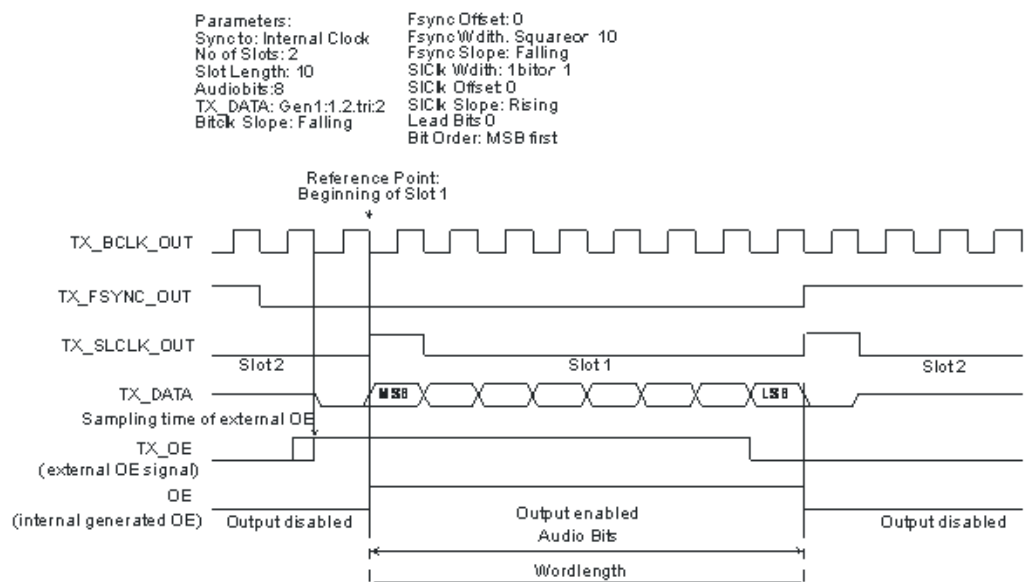 Parameters:
Sync to: Internal Clock
No of Slots: 2
Slot Length: 10
Audiobits:8
TX_DATA: Gen1:1.2.tri:2
Bitclk Slope: Falling
Fsync Offset: 0
Fsync Wdith. Squareor 10
Fsync Slope: Falling
SlClk Wdith: 1bitor 1
SlClk Offset 0
SlClk Slope: Rising
Lead Bits 0
Bit Order: MSB first
Reference Point:
Beginning of Slot 1
TX_BCLK_OUT
TX_FSYNC_OUT
TX_SLCLK_OUT
Slot 2
Slot 1
Slot 2
TX_DATA
MSB
LSB
Sampling time of external OE
TX_OE
(external OE signal)
OE
(internal generated OE)
Output disabled
Output enabled
Output disabled
Audio Bits
Wordlength